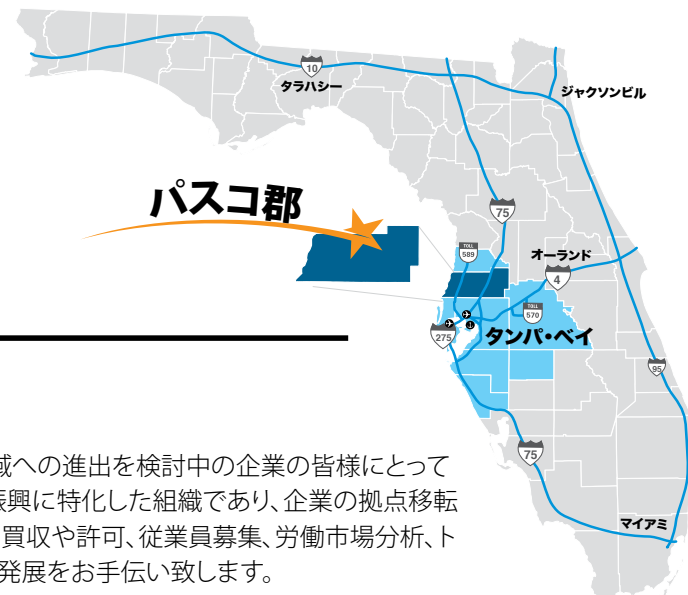 10
タラハシー
ジャクソンビル
パスコ郡
75
TOLL
589
オーランド
4
TOLL
570
275
タンパ・ベイ
95
75
マイアミ
域への進出を検討中の企業の皆様にとって
振興に特化した組織であり、企業の拠点移転
買収や許可、従業員募集、労働市場分析、ト
発展をお手伝い致します。